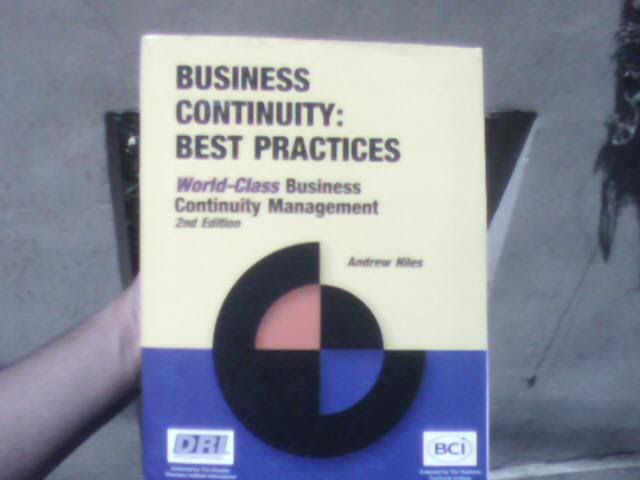 BUSINESS
CONTINUITY:
BEST PRACTICES
World-Class Business
Continuity Management
2nd Edition
Andrew Hiles
DRI
BCi